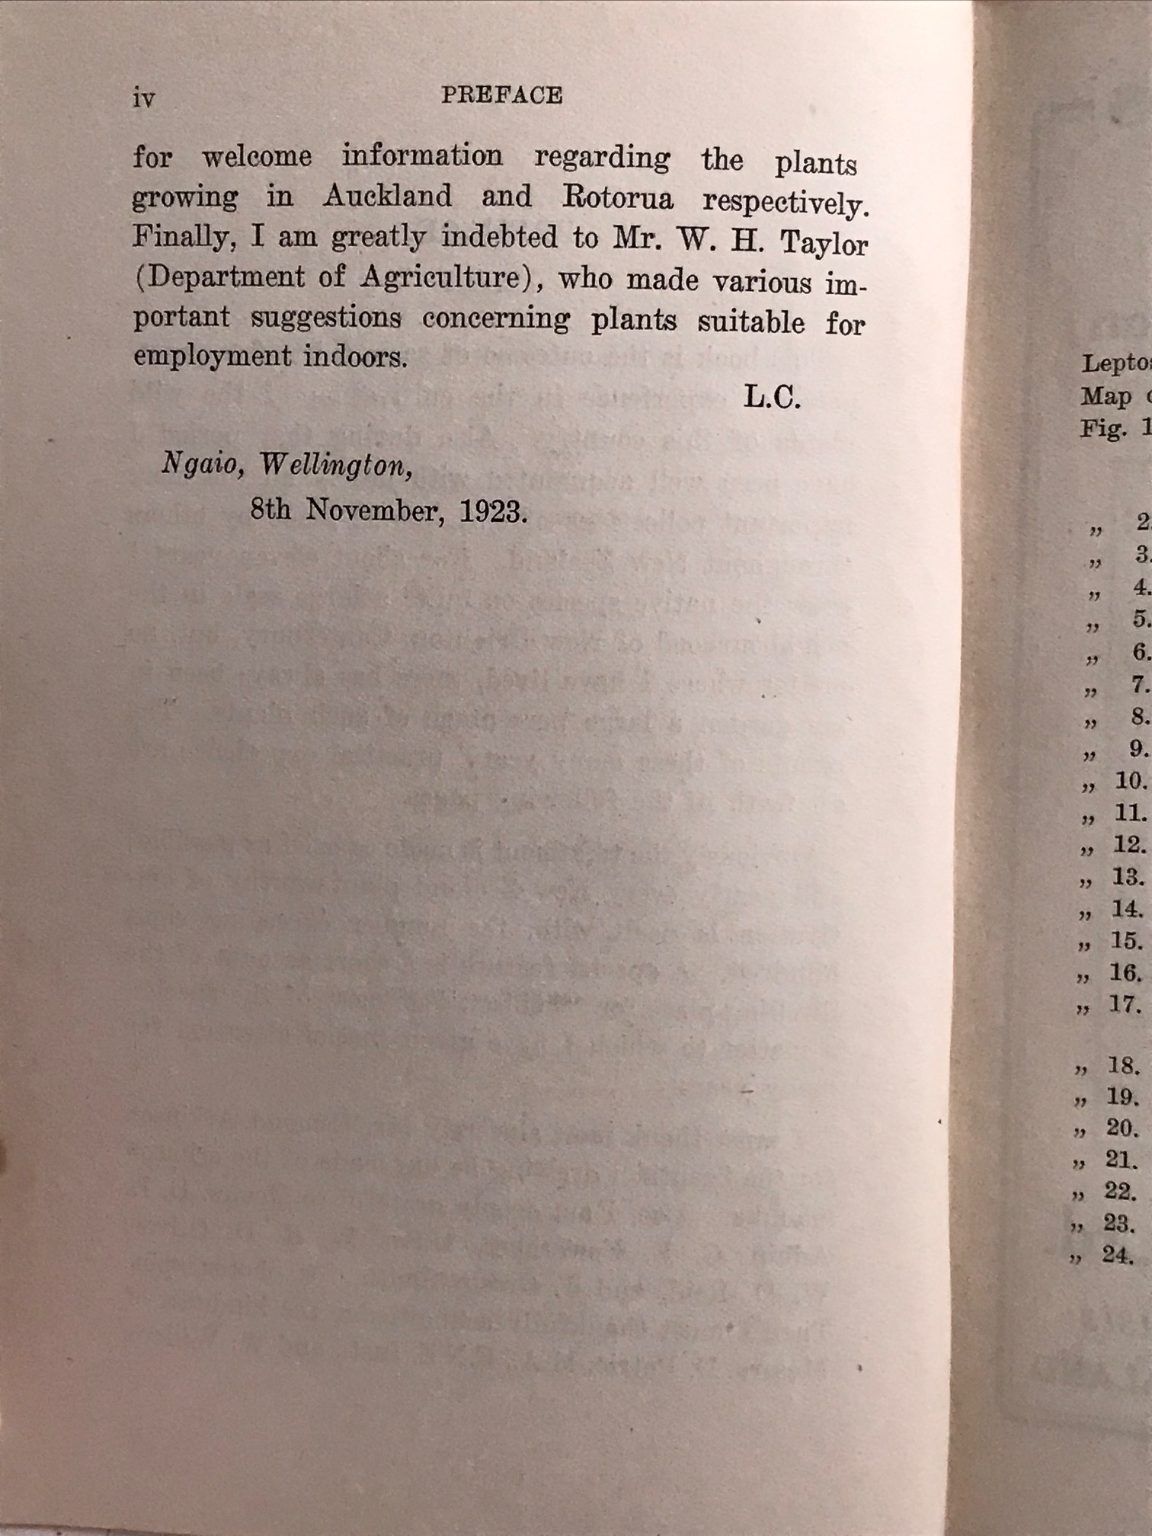 iv PREFACE
for welcome information regarding the plants
growing in Auckland and Rotorua respectively.
Finally, I am greatly indebted to Mr. W. H. Taylor
(Department of Agriculture), who made various im-
portant suggestions concerning plants suitable for
employment indoors.
L.C.
Ngaio, Wellington,
8th November, 1923.
Map
Fig. 1
„ 2.
„ 3.
„ 4.
„ 5.
„ 6.
„ 7.
„ 8.
„ 9.
„ 10.
„ 11.
„ 12.
„ 13.
„ 14.
„ 15.
„ 16.
„ 17.
„ 18.
„ 19.
„ 20.
„ 21.
„ 22.
„ 23.
„ 24.